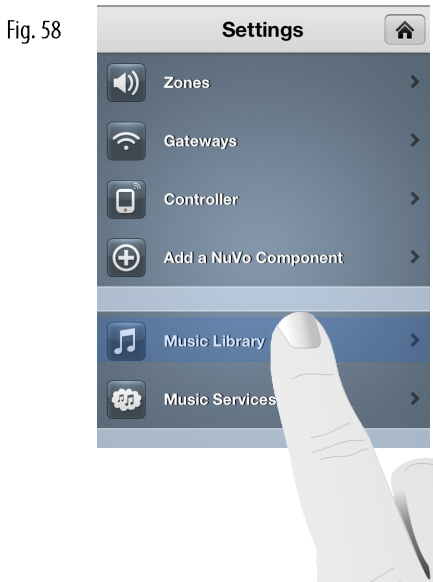 Fig. 58
Settings
Zones
Gateways
Controller
Add a NuVo Component
Music Library
Music Services